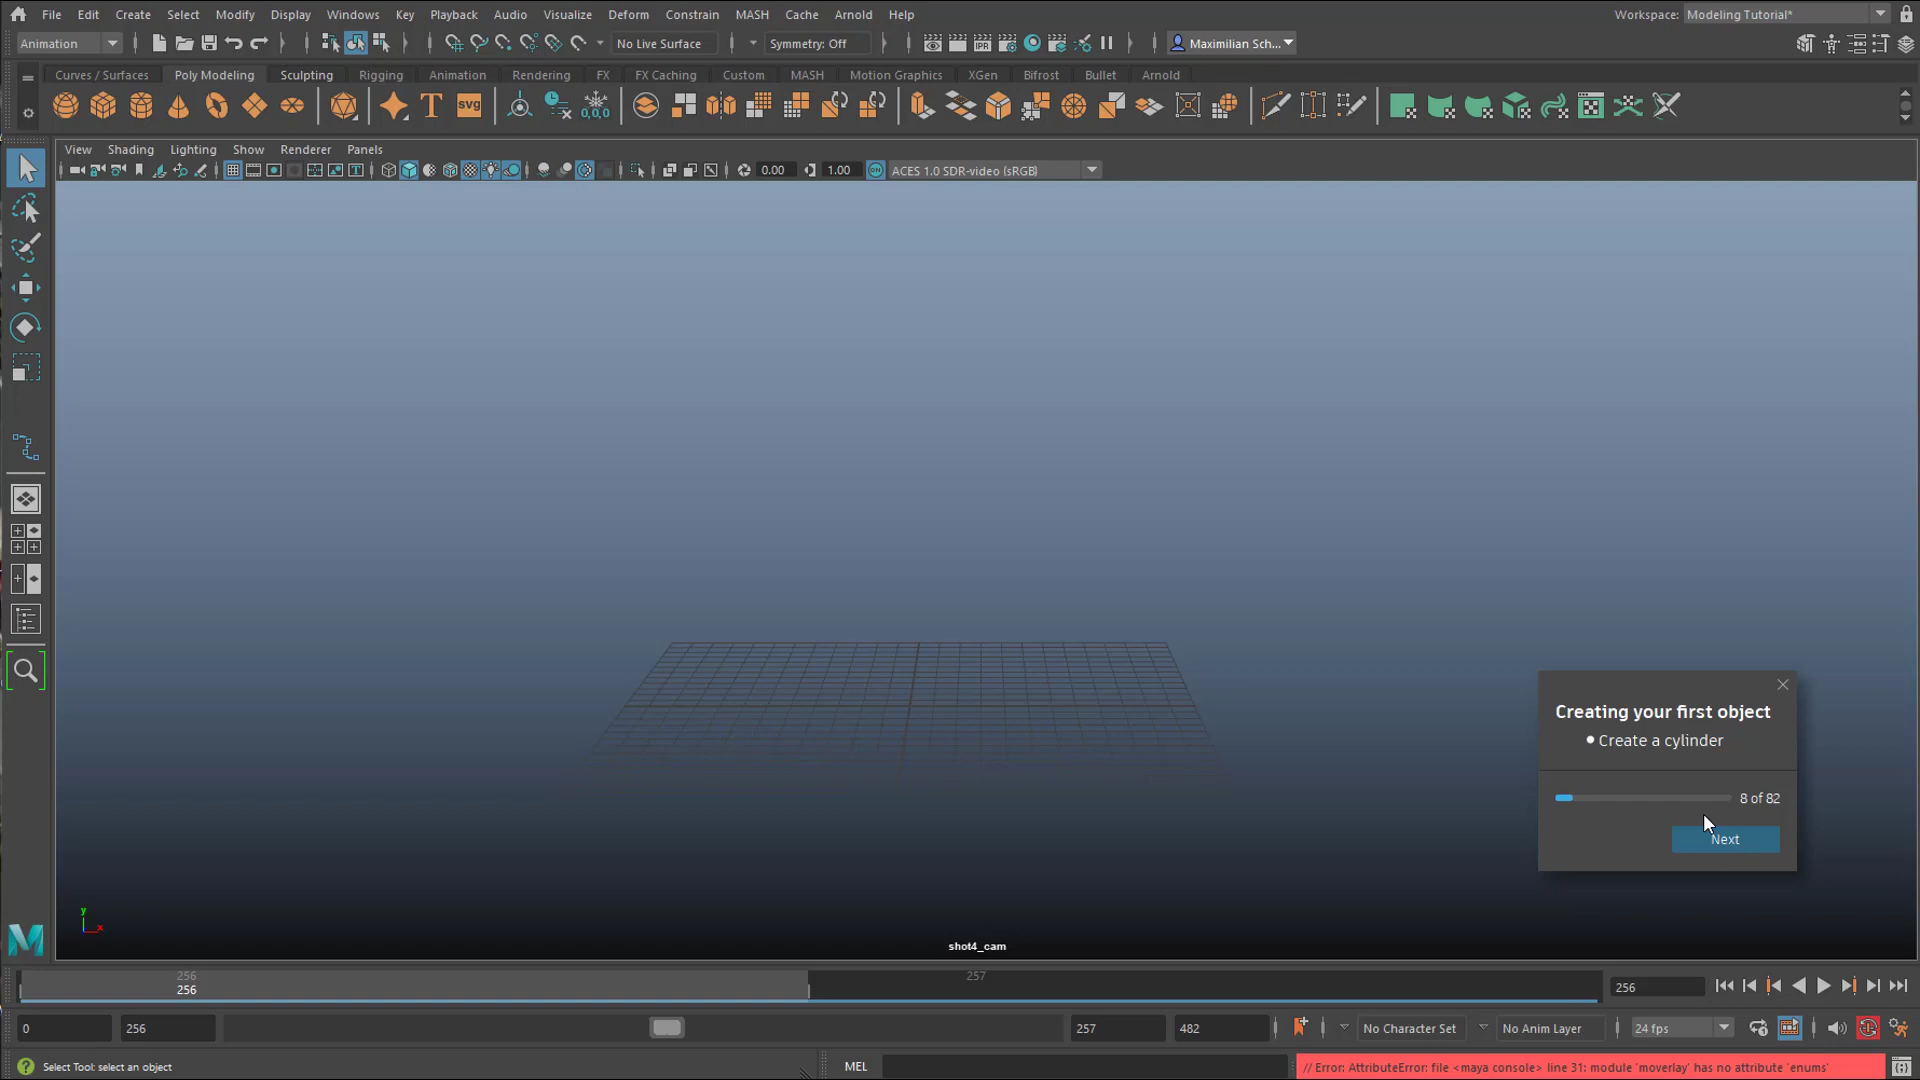 File Edit Create Select Modify Display Windows Key Playback Audio Visualize Deform Constrain MASH Cache Arnold Help Workspace: Modeling Tutorial*
Animation No Live Surface Symmetry: Off IPR Maximilian Sch...
Curves / Surfaces Poly Modeling Sculpting Rigging Animation Rendering FX FX Caching Custom MASH Motion Graphics XGen Bifrost Bullet Arnold
T svg 0,0,0
View Shading Lighting Show Renderer Panels
0.00 1.00 ON ACES 1.0 SDR-video (sRGB)
Creating your first object
• Create a cylinder
8 of 82
Next
y
x
shot4_cam
M
256 257
256 256
0 256 257 482 No Character Set No Anim Layer 24 fps
Select Tool: select an object MEL // Error: AttributeError: file <maya console> line 31: module 'moverlay' has no attribute 'enums'